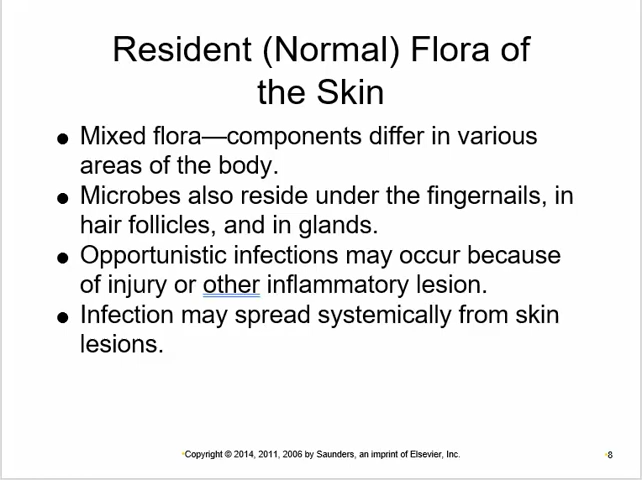 Resident (Normal) Flora of
the Skin
● Mixed flora—components differ in various
areas of the body.
● Microbes also reside under the fingernails, in
hair follicles, and in glands.
● Opportunistic infections may occur because
of injury or other inflammatory lesion.
● Infection may spread systemically from skin
lesions.
•Copyright © 2014, 2011, 2006 by Saunders, an imprint of Elsevier, Inc.
•8